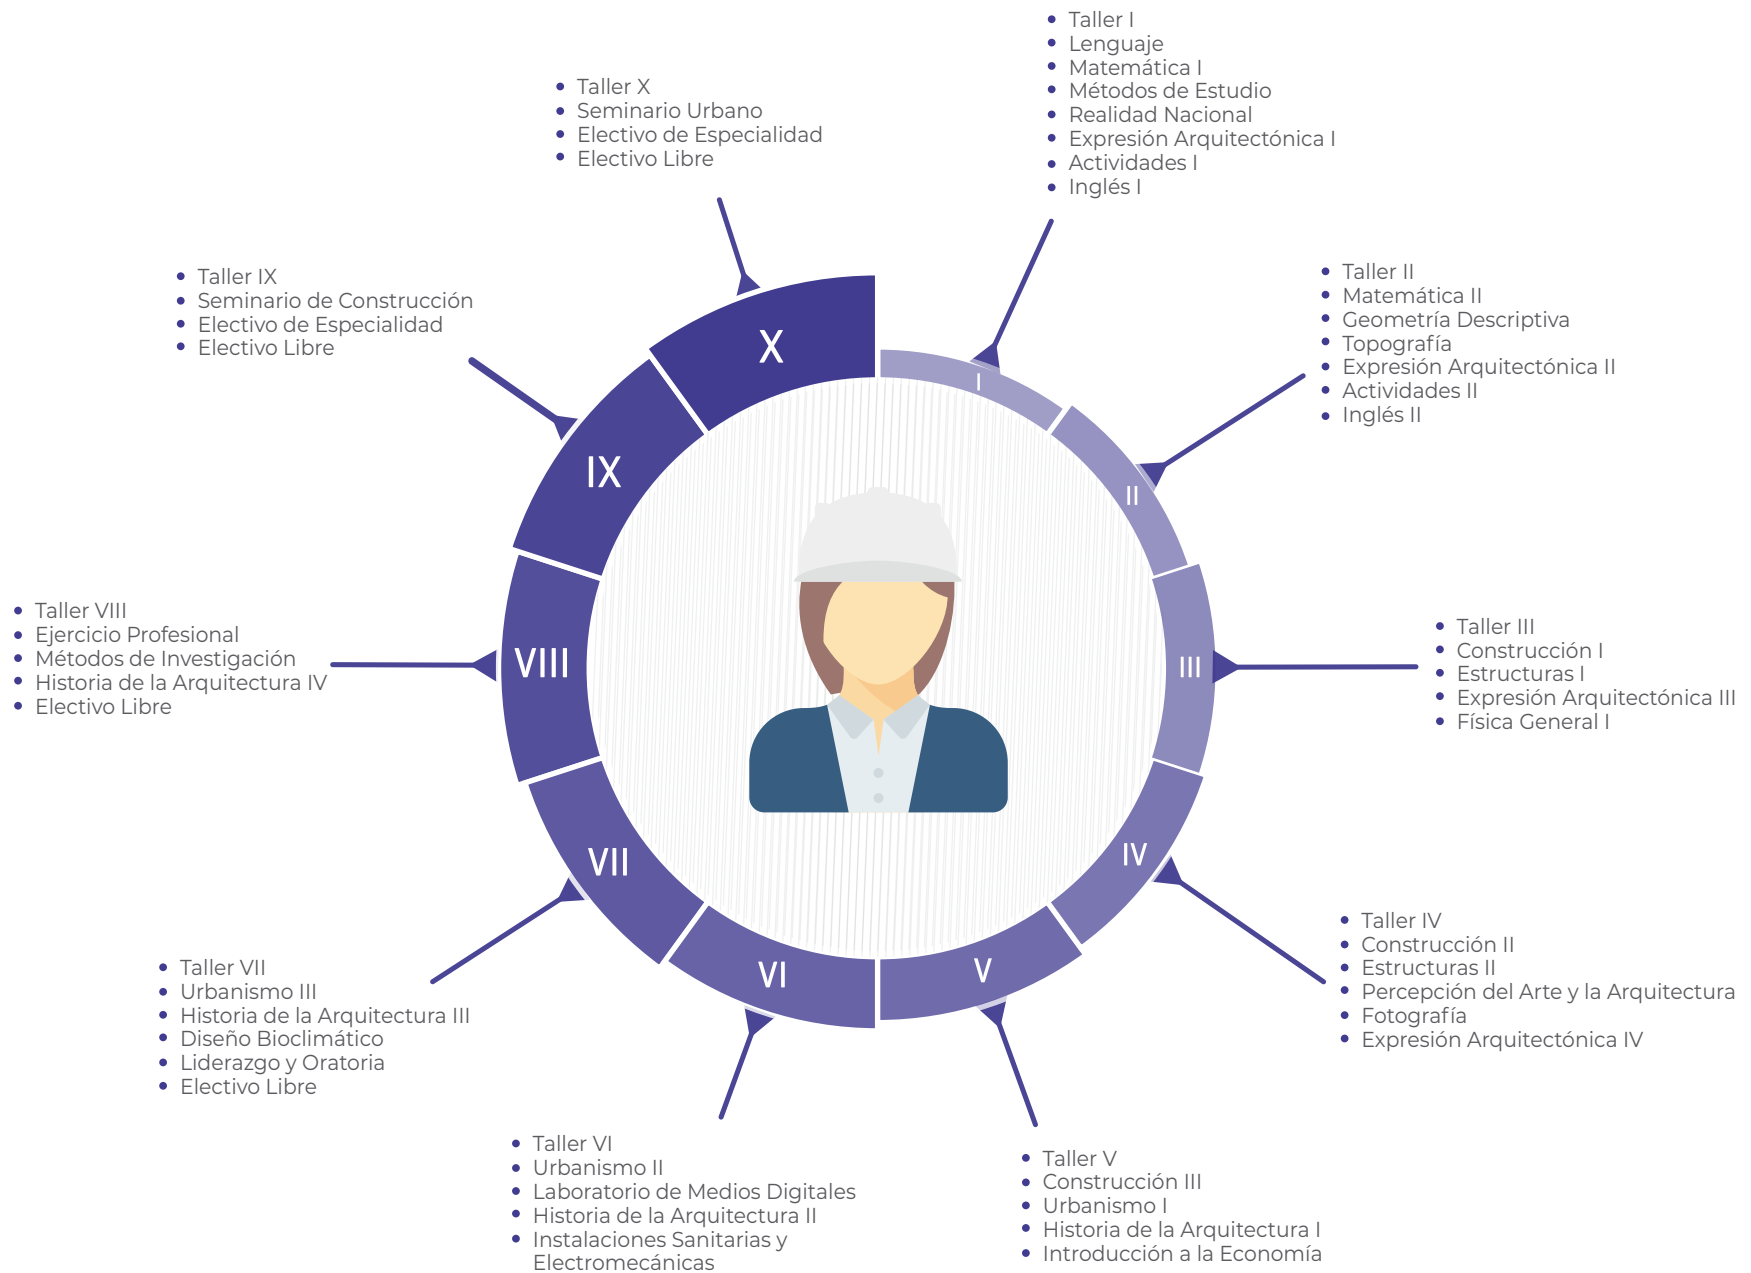 Taller I
Lenguaje
Matemática I
Métodos de Estudio
Realidad Nacional
Expresión Arquitectónica I
Actividades I
Inglés I
Taller II
Matemática II
Geometría Descriptiva
Topografía
Expresión Arquitectónica II
Actividades II
Inglés II
Taller III
Construcción I
Estructuras I
Expresión Arquitectónica III
Física General I
Taller IV
Construcción II
Estructuras II
Percepción del Arte y la Arquitectura
Fotografía
Expresión Arquitectónica IV
Taller V
Construcción III
Urbanismo I
Historia de la Arquitectura I
Introducción a la Economía
Taller VI
Urbanismo II
Laboratorio de Medios Digitales
Historia de la Arquitectura II
Instalaciones Sanitarias y
Electromecánicas
Taller VII
Urbanismo III
Historia de la Arquitectura III
Diseño Bioclimático
Liderazgo y Oratoria
Electivo Libre
Taller VIII
Ejercicio Profesional
Métodos de Investigación
Historia de la Arquitectura IV
Electivo Libre
Taller IX
Seminario de Construcción
Electivo de Especialidad
Electivo Libre
Taller X
Seminario Urbano
Electivo de Especialidad
Electivo Libre
I
II
III
IV
V
VI
VII
VIII
IX
X